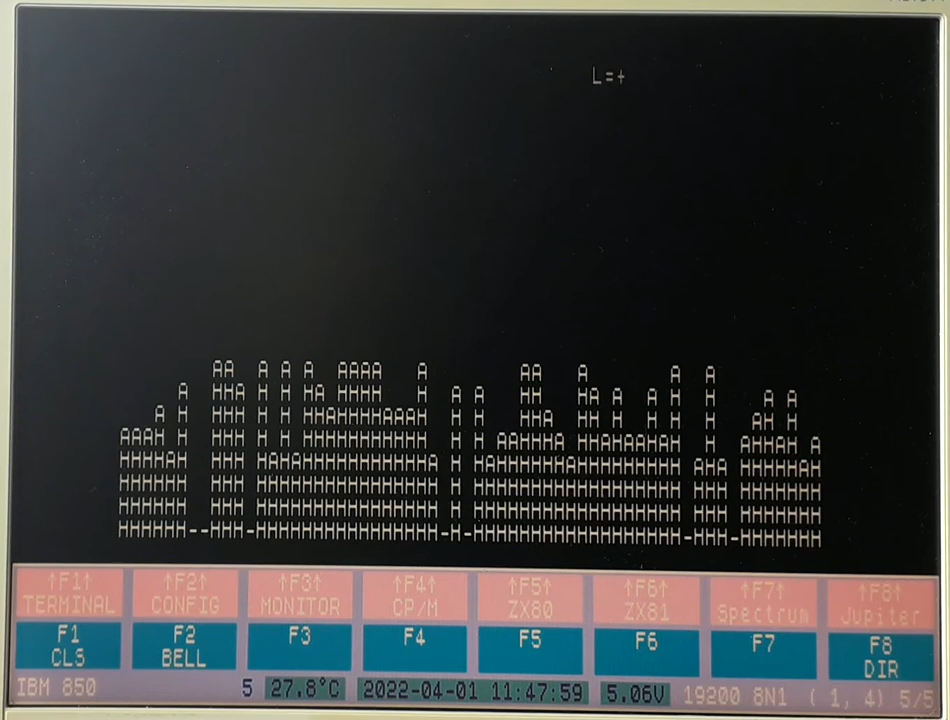 L=+
AA A A A AAAA A AA A A A
A HHA H H HA HHHH H A A HH HA A A H H A A
A H HHH H H HHAHHHHAAAH H H HHA HH H H H H AH H
AAAH H HHH H H HHHHHHHHHHH H H AAHHHA HHAHAAHAH H AHHAH A
HHHHAH HHH HAHAHHHHHHHHHHHA H HAHHHHHHAHHHHHHHHH AHA HHHHHAH
HHHHHH HHH HHHHHHHHHHHHHHHH H HHHHHHHHHHHHHHHHHH HHH HHHHHHH
HHHHHH HHH HHHHHHHHHHHHHHHH H HHHHHHHHHHHHHHHHHH HHH HHHHHHH
HHHHHH--HHH-HHHHHHHHHHHHHHHH-H-HHHHHHHHHHHHHHHHHH-HHH-HHHHHHH
↑F1↑ ↑F2↑ ↑F3↑ ↑F4↑ ↑F5↑ ↑F6↑ ↑F7↑ ↑F8↑
TERMINAL CONFIG MONITOR CP/M ZX80 ZX81 Spectrum Jupiter
F1 F2 F3 F4 F5 F6 F7 F8
CLS BELL DIR
IBM 850 5 27.8°C 2022-04-01 11:47:59 5.06V 19200 8N1 ( 1, 4) 5/5